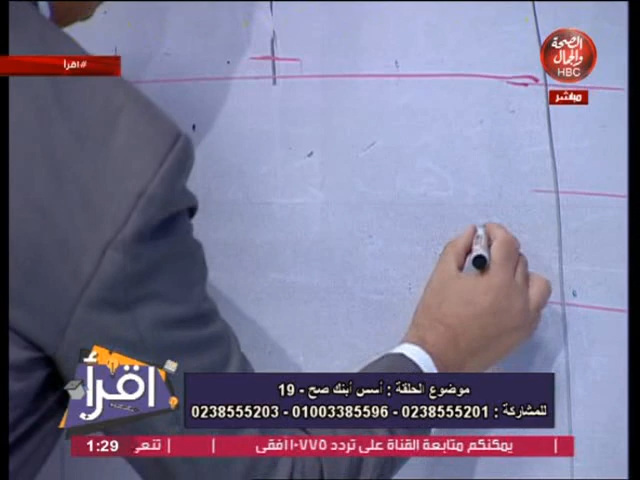 #اقرأ
الصحة
والجمال
HBC
مباشر
اقرأ
موضوع الحلقة : أسس أبنك صح - 19
للمشاركة : 0238555201 - 01003385596 - 0238555203
1:29
يمكنكم متابعة القناة على تردد ١٠٧٧٥ أفقى